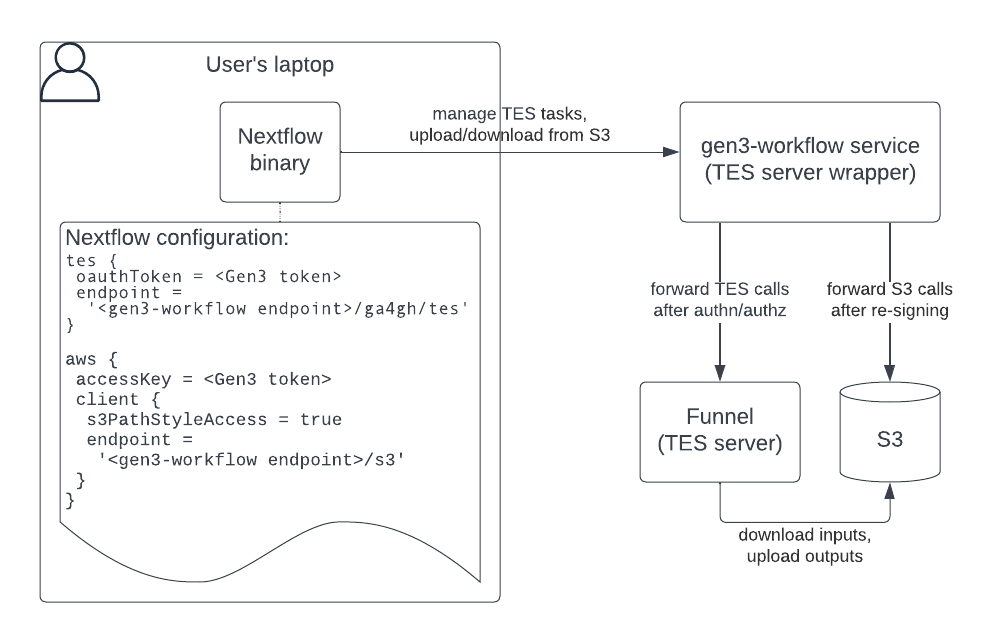 User's laptop
manage TES tasks,
upload/download from S3
Nextflow
binary
gen3-workflow service
(TES server wrapper)
Nextflow configuration:
tes {
 oauthToken = <Gen3 token>
 endpoint =
  '<gen3-workflow endpoint>/ga4gh/tes'
}
aws {
 accessKey = <Gen3 token>
 client {
  s3PathStyleAccess = true
  endpoint =
   '<gen3-workflow endpoint>/s3'
 }
}
forward TES calls
after authn/authz
forward S3 calls
after re-signing
Funnel
(TES server)
S3
download inputs,
upload outputs